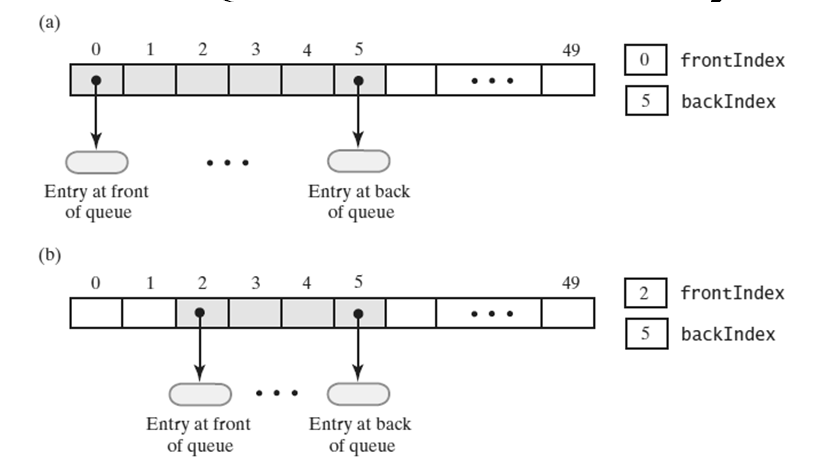 (a)
0 1 2 3 4 5 49
0 frontIndex
5 backIndex
Entry at front
of queue
Entry at back
of queue
(b)
0 1 2 3 4 5 49
2 frontIndex
5 backIndex
Entry at front
of queue
Entry at back
of queue